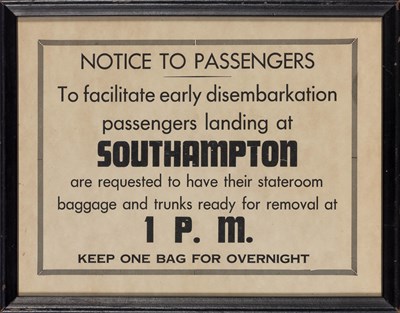 NOTICE TO PASSENGERS
To facilitate early disembarkation
passengers landing at
SOUTHAMPTON
are requested to have their stateroom
baggage and trunks ready for removal at
1 P. M.
KEEP ONE BAG FOR OVERNIGHT